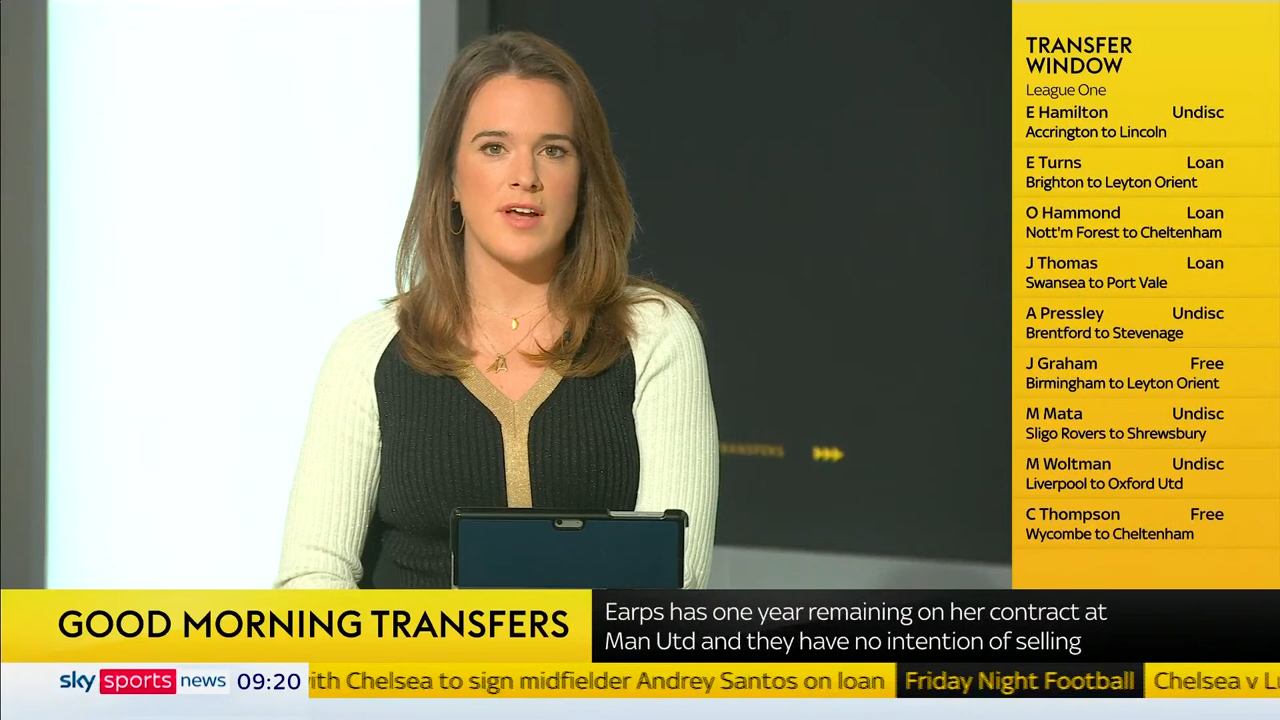 TRANSFER
WINDOW
League One
E Hamilton Undisc
Accrington to Lincoln
E Turns Loan
Brighton to Leyton Orient
O Hammond Loan
Nott'm Forest to Cheltenham
J Thomas Loan
Swansea to Port Vale
A Pressley Undisc
Brentford to Stevenage
J Graham Free
Birmingham to Leyton Orient
M Mata Undisc
Sligo Rovers to Shrewsbury
M Woltman Undisc
Liverpool to Oxford Utd
C Thompson Free
Wycombe to Cheltenham
TRANSFERS
GOOD MORNING TRANSFERS
Earps has one year remaining on her contract at
Man Utd and they have no intention of selling
sky sports news 09:20 ith Chelsea to sign midfielder Andrey Santos on loan Friday Night Football Chelsea v Lu